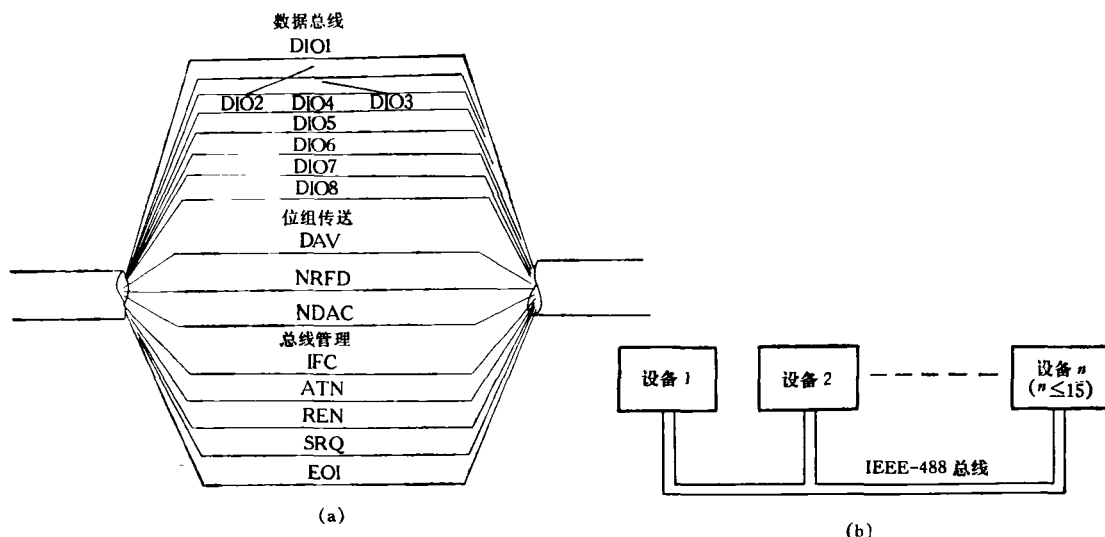 数据总线
DIO1
DIO2 DIO4 DIO3
DIO5
DIO6
DIO7
DIO8
位组传送
DAV
NRFD
NDAC
总线管理
IFC
ATN
REN
SRQ
EOI
(a)
设备 1
设备 2
设备 n
(n≤15)
IEEE-488 总线
(b)